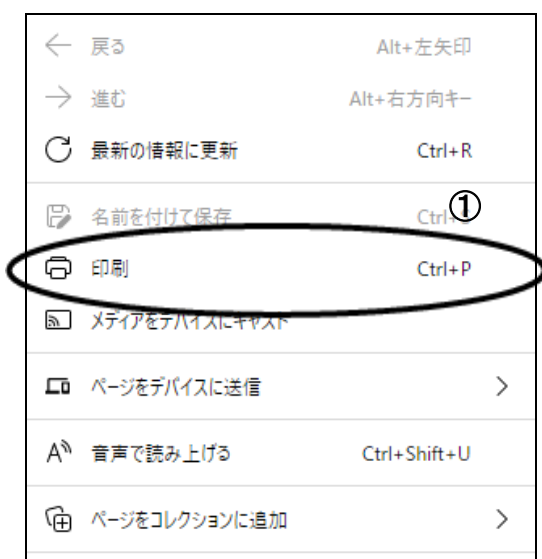 戻る Alt+左矢印
進む Alt+右方向キー
最新の情報に更新 Ctrl+R
①
名前を付けて保存 Ctrl+
印刷 Ctrl+P
メディアをデバイスにキャスト
ページをデバイスに送信
音声で読み上げる Ctrl+Shift+U
ページをコレクションに追加